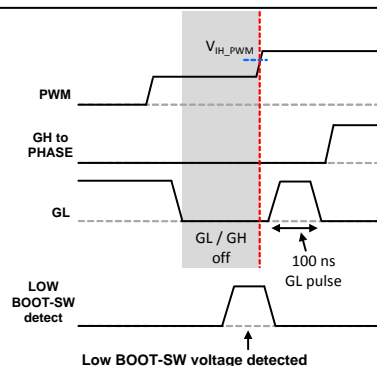 V_IH_PWM
PWM
GH to
PHASE
GL
GL / GH
off
100 ns
GL pulse
LOW
BOOT-SW
detect
Low BOOT-SW voltage detected